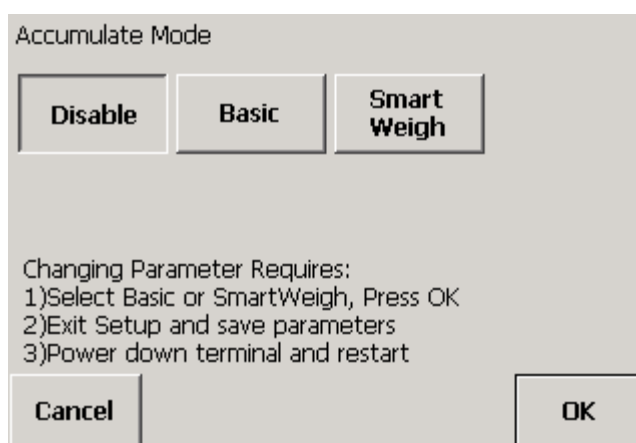 Accumulate Mode
Disable
Basic
Smart
Weigh
Changing Parameter Requires:
1)Select Basic or SmartWeigh, Press OK
2)Exit Setup and save parameters
3)Power down terminal and restart
Cancel
OK